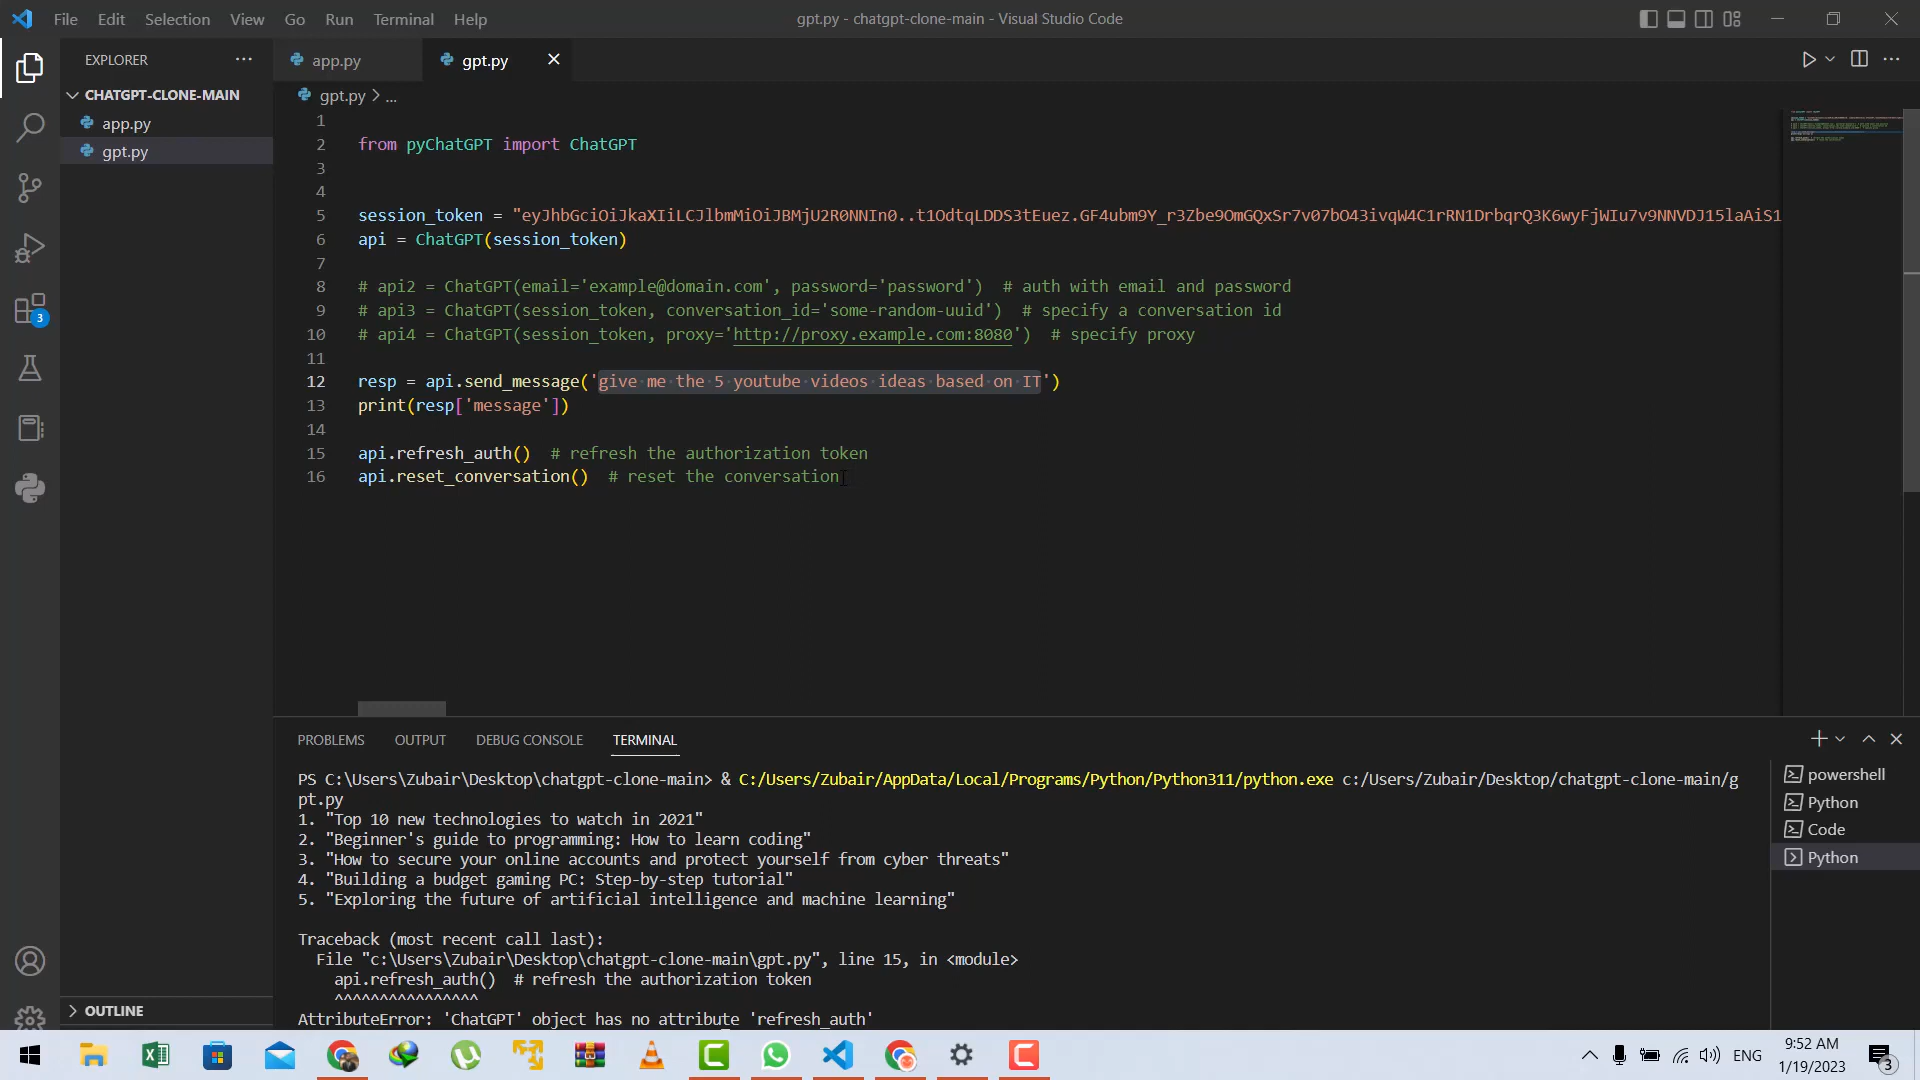 File Edit Selection View Go Run Terminal Help
gpt.py - chatgpt-clone-main - Visual Studio Code
EXPLORER
app.py
gpt.py
CHATGPT-CLONE-MAIN
app.py
gpt.py
3
OUTLINE
gpt.py > ...
1
2 from pyChatGPT import ChatGPT
3
4
5 session_token = "eyJhbGciOiJkaXIiLCJlbmMiOiJBMjU2R0NNIn0..t1OdtqLDDS3tEuez.GF4ubm9Y_r3Zbe9OmGQxSr7v07bO43ivqW4C1rRN1DrbqrQ3K6wyFjWIu7v9NNVDJ15laAiS1
6 api = ChatGPT(session_token)
7
8 # api2 = ChatGPT(email='example@domain.com', password='password') # auth with email and password
9 # api3 = ChatGPT(session_token, conversation_id='some-random-uuid') # specify a conversation id
10 # api4 = ChatGPT(session_token, proxy='http://proxy.example.com:8080') # specify proxy
11
12 resp = api.send_message('give me the 5 youtube videos ideas based on IT')
13 print(resp['message'])
14
15 api.refresh_auth() # refresh the authorization token
16 api.reset_conversation() # reset the conversation
PROBLEMS OUTPUT DEBUG CONSOLE TERMINAL
PS C:\Users\Zubair\Desktop\chatgpt-clone-main> & C:/Users/Zubair/AppData/Local/Programs/Python/Python311/python.exe c:/Users/Zubair/Desktop/chatgpt-clone-main/g
pt.py
1. "Top 10 new technologies to watch in 2021"
2. "Beginner's guide to programming: How to learn coding"
3. "How to secure your online accounts and protect yourself from cyber threats"
4. "Building a budget gaming PC: Step-by-step tutorial"
5. "Exploring the future of artificial intelligence and machine learning"
Traceback (most recent call last):
File "c:\Users\Zubair\Desktop\chatgpt-clone-main\gpt.py", line 15, in <module>
api.refresh_auth() # refresh the authorization token
^^^^^^^^^^^^^^^^
AttributeError: 'ChatGPT' object has no attribute 'refresh_auth'
powershell
Python
Code
Python
ENG
9:52 AM
1/19/2023
3